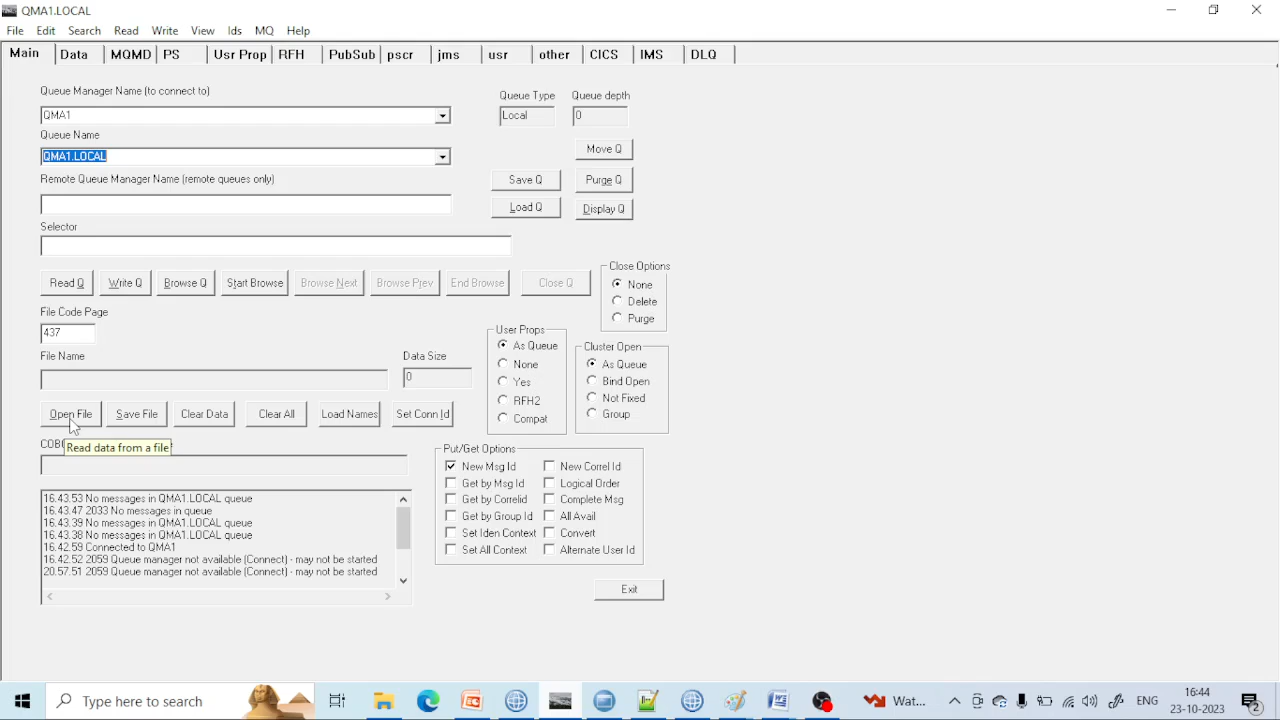 QMA1.LOCAL
File Edit Search Read Write View Ids MQ Help
Main Data MQMD PS Usr Prop RFH PubSub pscr jms usr other CICS IMS DLQ
Queue Manager Name (to connect to)
Queue Type Queue depth
QMA1
Local 0
Queue Name
Move Q
QMA1.LOCAL
Remote Queue Manager Name (remote queues only)
Save Q Purge Q
Load Q Display Q
Selector
Read Q Write Q Browse Q Start Browse Browse Next Browse Prev End Browse Close Q
Close Options
None
Delete
Purge
File Code Page
437
User Props
As Queue
None
Yes
RFH2
Compat
Cluster Open
As Queue
Bind Open
Not Fixed
Group
File Name
Data Size
0
Open File Save File Clear Data Clear All Load Names Set Conn Id
COB
Read data from a file
Put/Get Options
New Msg Id New Correl Id
Get by Msg Id Logical Order
Get by Correlid Complete Msg
Get by Group Id All Avail
Set Iden Context Convert
Set All Context Alternate User Id
16.43.53 No messages in QMA1.LOCAL queue
16.43.47 2033 No messages in queue
16.43.39 No messages in QMA1.LOCAL queue
16.43.38 No messages in QMA1.LOCAL queue
16.42.59 Connected to QMA1
16.42.52 2059 Queue manager not available (Connect) - may not be started
20.57.51 2059 Queue manager not available (Connect) - may not be started
Exit
Type here to search
Wat...
ENG
16:44
23-10-2023
2